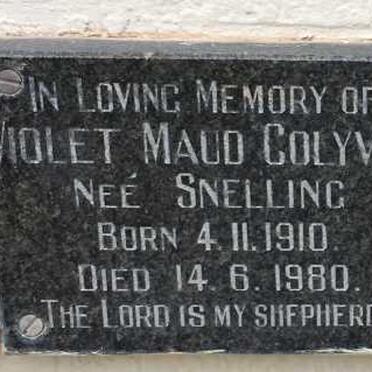 IN LOVING MEMORY OF
VIOLET MAUD
NEÉ SNELLING
BORN 4.11.1910.
DIED 14.6.1980.
THE LORD IS MY SHEPHERD